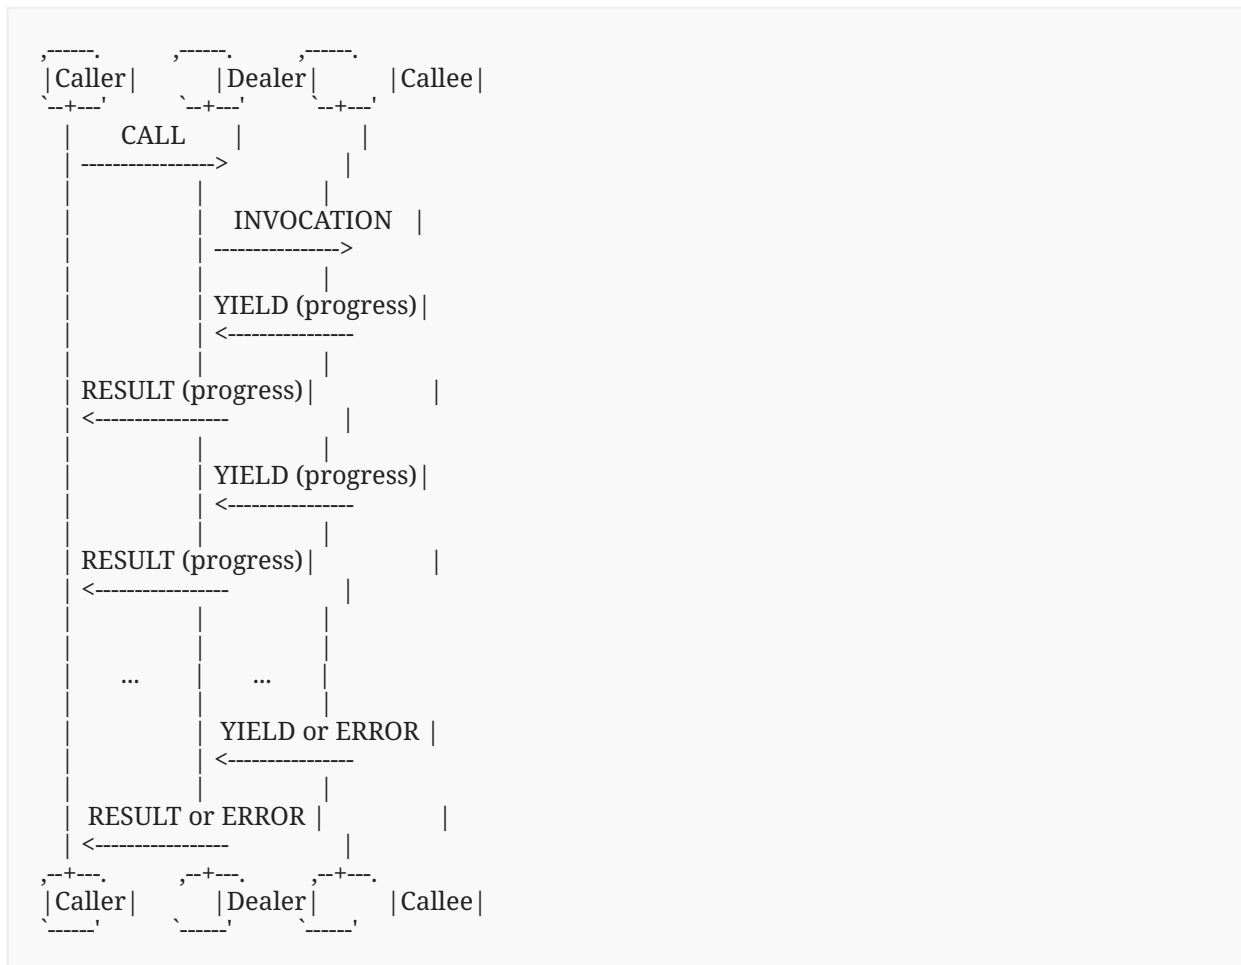 ,------.          ,------.          ,------.
|Caller|          |Dealer|          |Callee|
`--+---'          `--+---'          `--+---'
   |       CALL       |                 |
   | ----------------->                 |
   |                  |                 |
   |                  |    INVOCATION   |
   |                  | ---------------->
   |                  |                 |
   |                  | YIELD (progress)|
   |                  | <----------------
   |                  |                 |
   | RESULT (progress)|                 |
   | <-----------------                 |
   |                  |                 |
   |                  | YIELD (progress)|
   |                  | <----------------
   |                  |                 |
   | RESULT (progress)|                 |
   | <-----------------                 |
   |                  |                 |
   |                  |                 |
   |       ...        |       ...       |
   |                  |                 |
   |                  |  YIELD or ERROR |
   |                  | <----------------
   |                  |                 |
   |  RESULT or ERROR |                 |
   | <-----------------                 |
,--+---.          ,--+---.          ,--+---.
|Caller|          |Dealer|          |Callee|
`------'          `------'          `------'